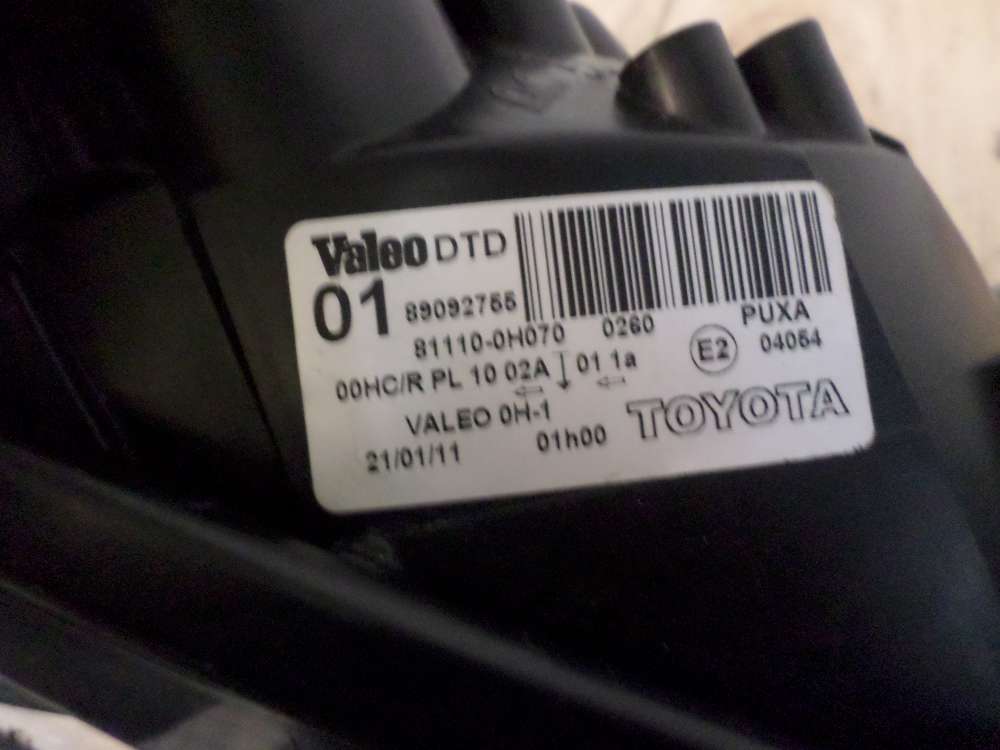 Valeo DTD
01 89092755
81110-0H070 0260 PUXA
00HC/R PL 10 02A ↓ 01 1a E2 04054
← ←
VALEO 0H-1 TOYOTA
21/01/11 01h00